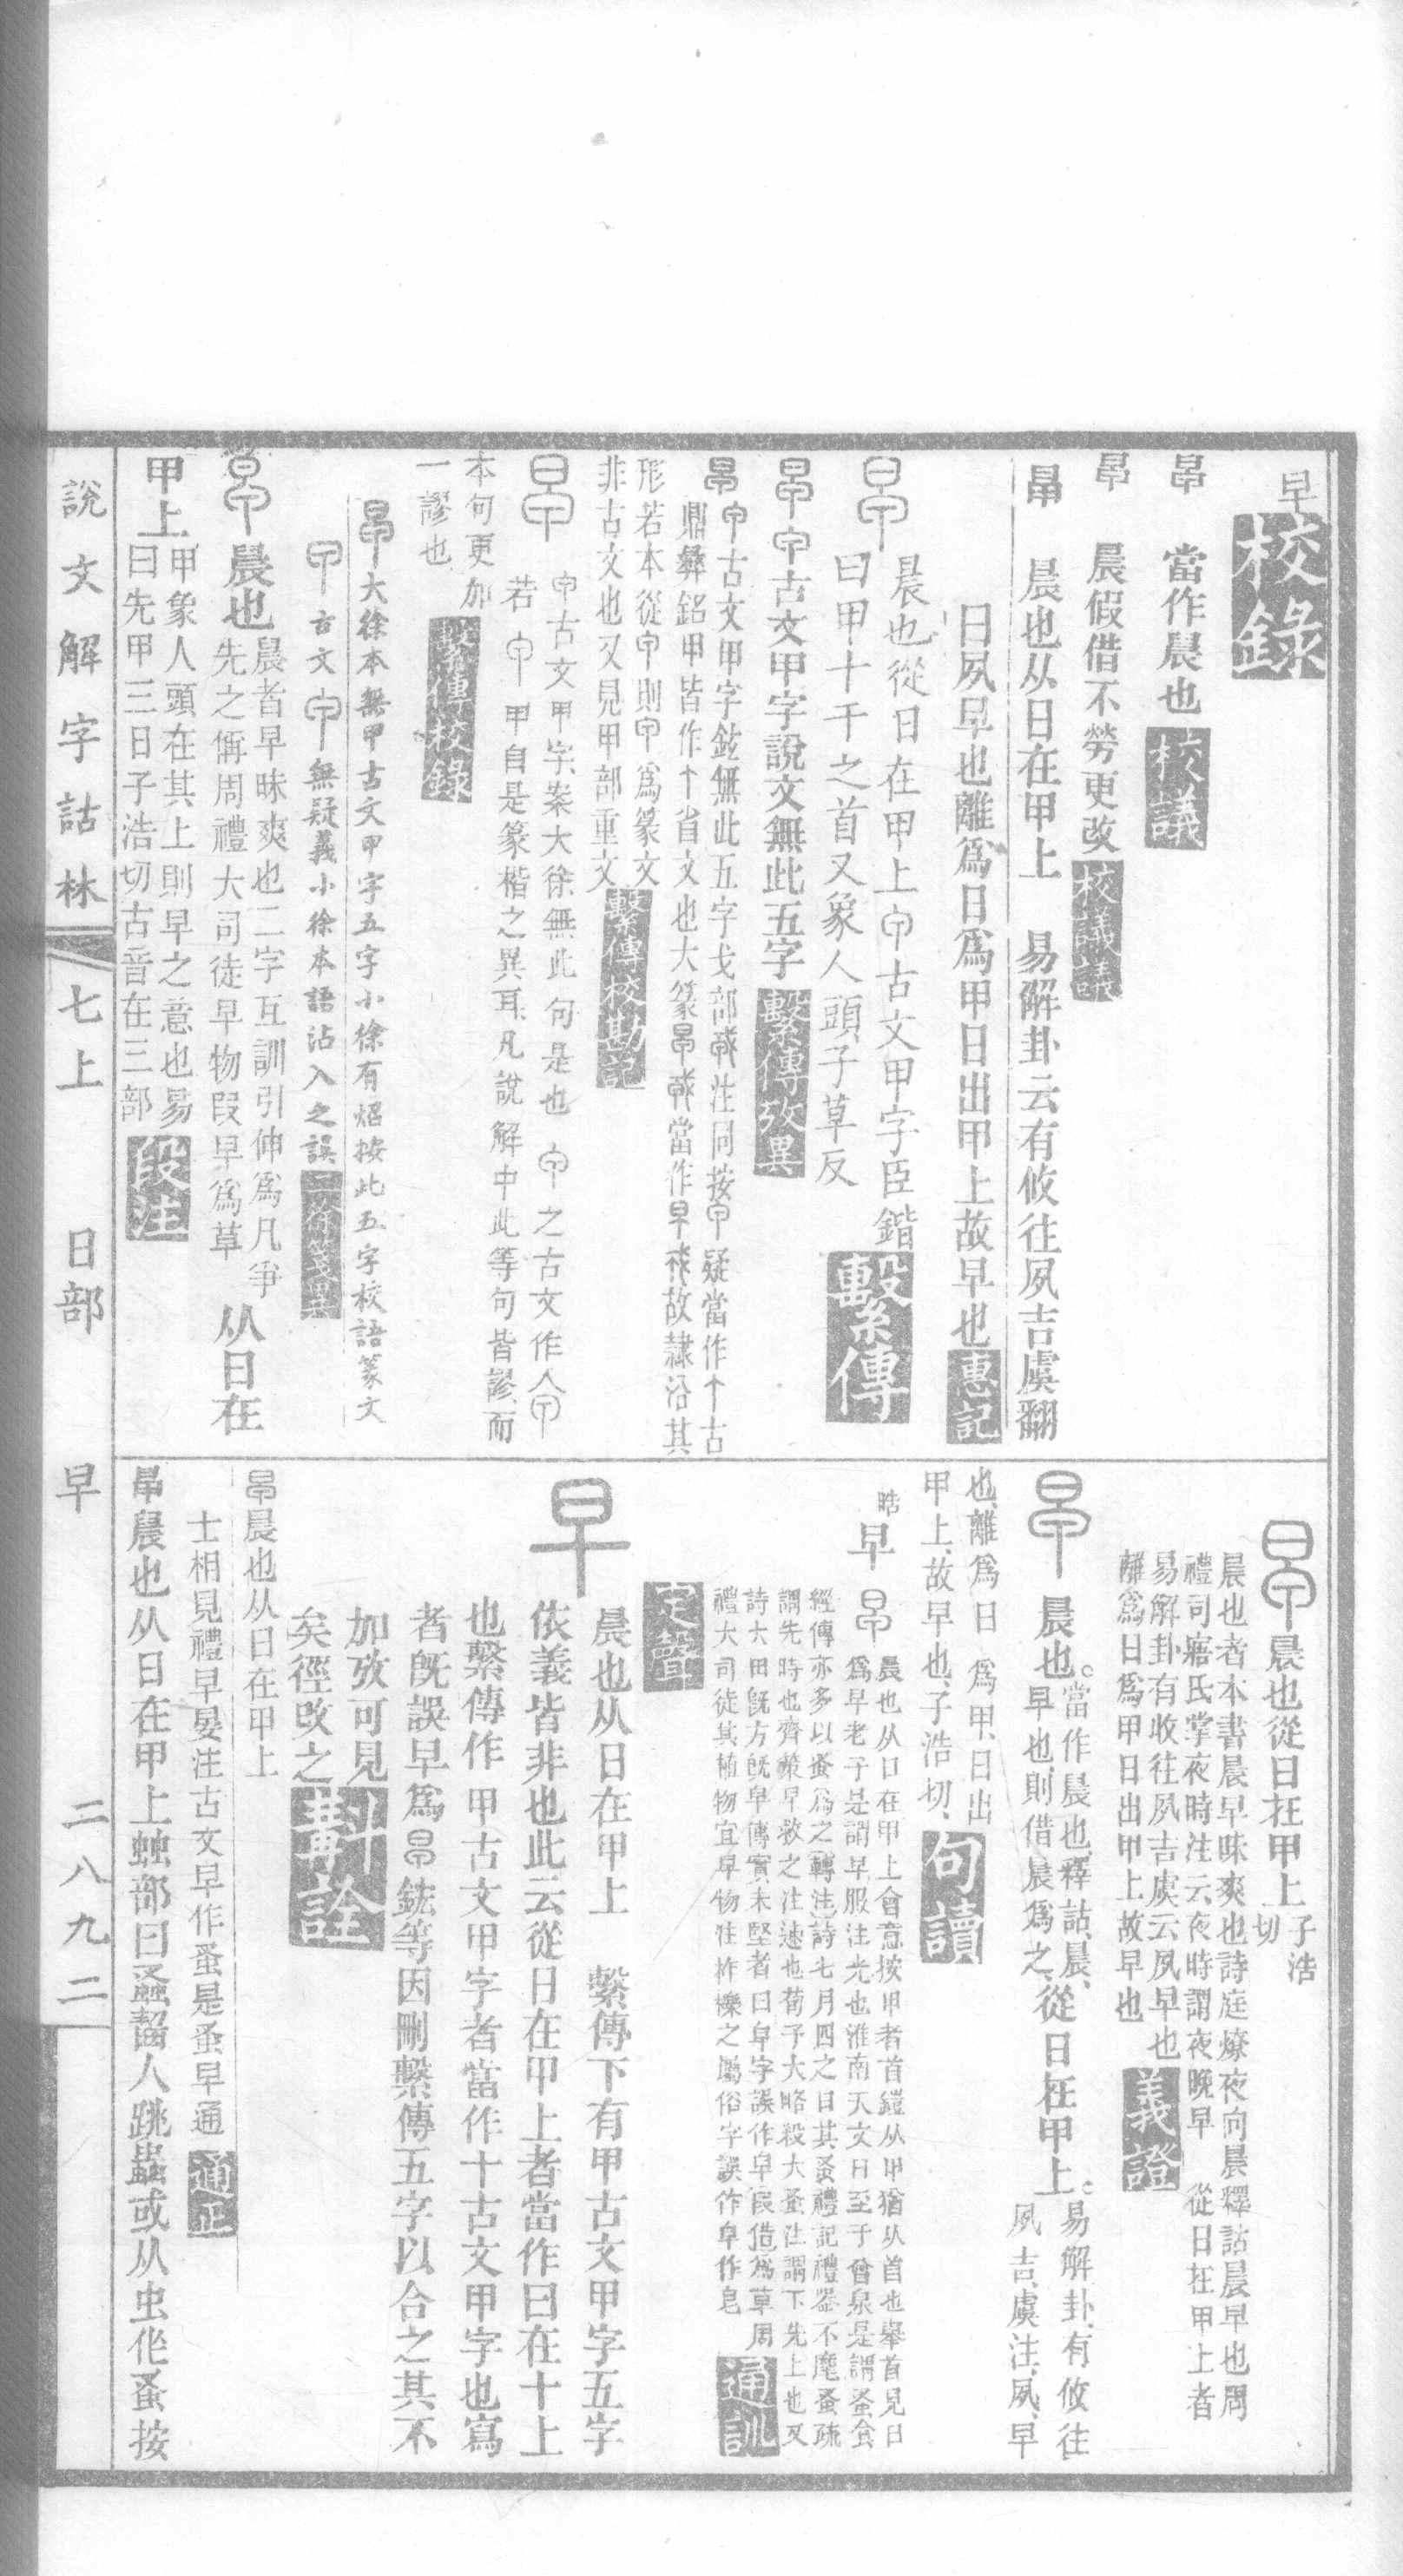 早校錄
𣅊 當作晨也 校議
𣅊 晨假借不勞更改 校議議
𣅊 晨也从日在甲上 易解卦云有攸往夙吉虞翻
曰夙早也離爲日爲甲日出甲上故早也 惠記
晨也從日在甲上古文甲字臣鍇
曰甲十干之首又象人頭子草反 繫傳
古文甲字說文無此五字 繫傳攷異
古文甲字鉉無此五字戈部注同按疑當作十古
鼎彝銘甲皆作十省文也大篆當作早故隸沿其
形若本從則爲篆文
非古文也又見甲部重文 繫傳校勘記
古文甲字案大徐無此句是也 之古文作
若甲自是篆楷之異耳凡說解中此等句皆謬而
本句更加
一謬也 繫傳校錄
大徐本無甲古文甲字五字小徐有炤按此五字校語篆文
古文無疑義小徐本語沾入之誤 二徐箋異
晨也 晨者早昧爽也二字互訓引伸爲凡爭
先之偁周禮大司徒早物叚早爲草 从日在
甲上 甲象人頭在其上則早之意也易
曰先甲三日子浩切古音在三部 段注
晨也從日在甲上 子浩
切
晨也者本書晨早昧爽也詩庭燎夜向晨釋詁晨早也周
禮司寤氏掌夜時注云夜時謂夜晚早 從日在甲上者
易解卦有攸往夙吉虞云夙早也
離爲日爲甲日出甲上故早也 義證
晨也 當作晨也釋詁晨
早也則借晨爲之 從日在甲上 易解卦有攸往
夙吉虞注夙早
也離爲日爲甲日出
甲上故早也子浩切 句讀
晧
早 晨也从日在甲上會意按甲者首鎧从甲猶从首也舉首見日
爲早老子是謂早服注先也淮南天文日至于曾泉是謂蚤食
經傳亦多以蚤爲之轉注詩七月四之日其蚤禮記禮器不麾蚤疏
謂先時也齊策早救之注速也荀子大略殺大蚤注謂下先上也又
詩大田旣方旣皁傳實未堅者曰皁字誤作皁叚借爲草周
禮大司徒其植物宜早物注柞櫟之屬俗字誤作皁作皂 通訓
定聲
早 晨也从日在甲上 繫傳下有甲古文甲字五字
依義皆非也此云從日在甲上者當作日在十上
也繫傳作甲古文甲字者當作十古文甲字也寫
者旣誤早爲鉉等因刪繫傳五字以合之其不
加攷可見
矣徑改之 斠詮
晨也从日在甲上
士相見禮早晏注古文早作蚤是蚤早通 通正
晨也从日在甲上䖵部曰齧人跳蟲或从虫作蚤按
說文解字詁林 七上 日部 早 二八九二